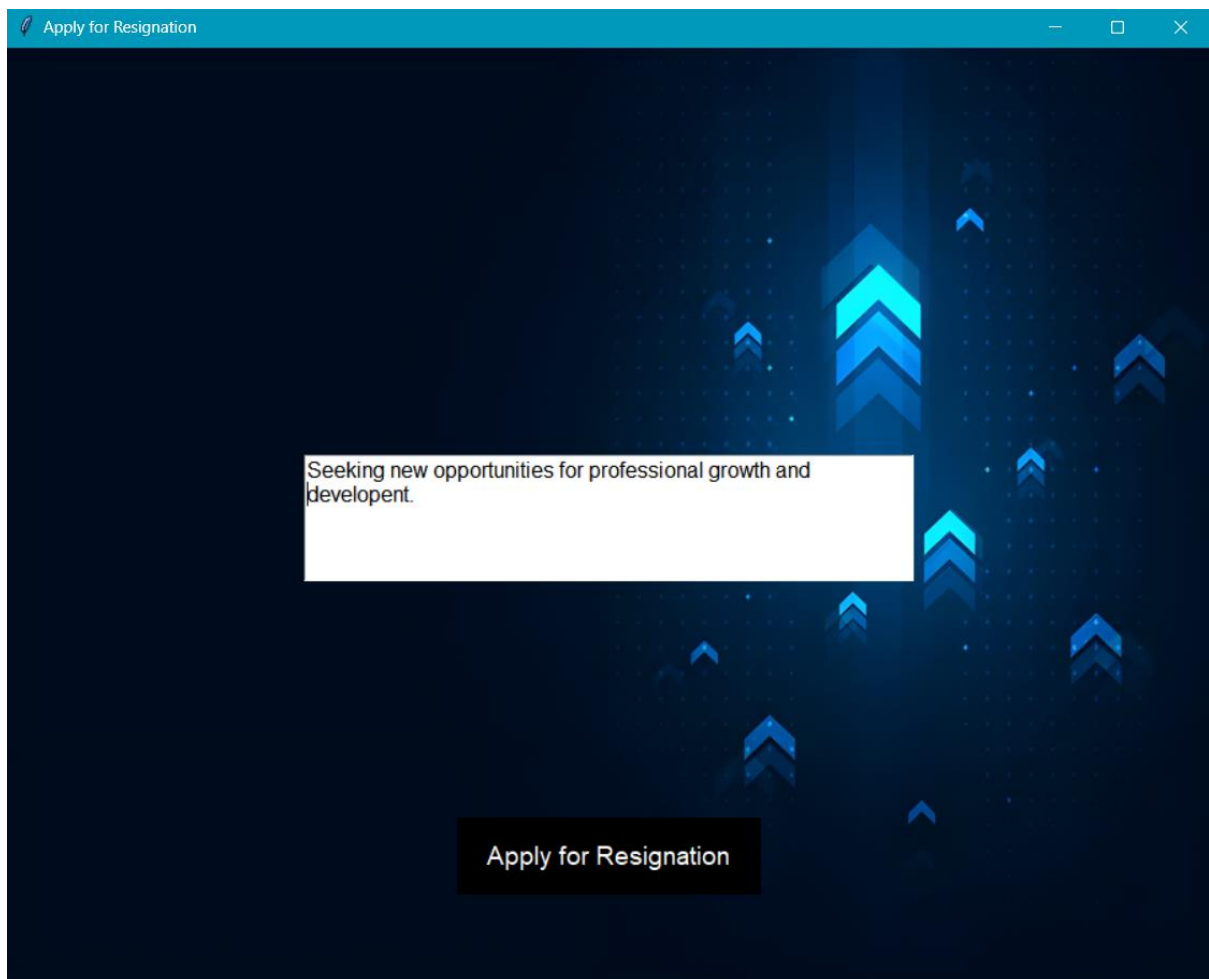 Apply for Resignation
Seeking new opportunities for professional growth and
developent.
Apply for Resignation